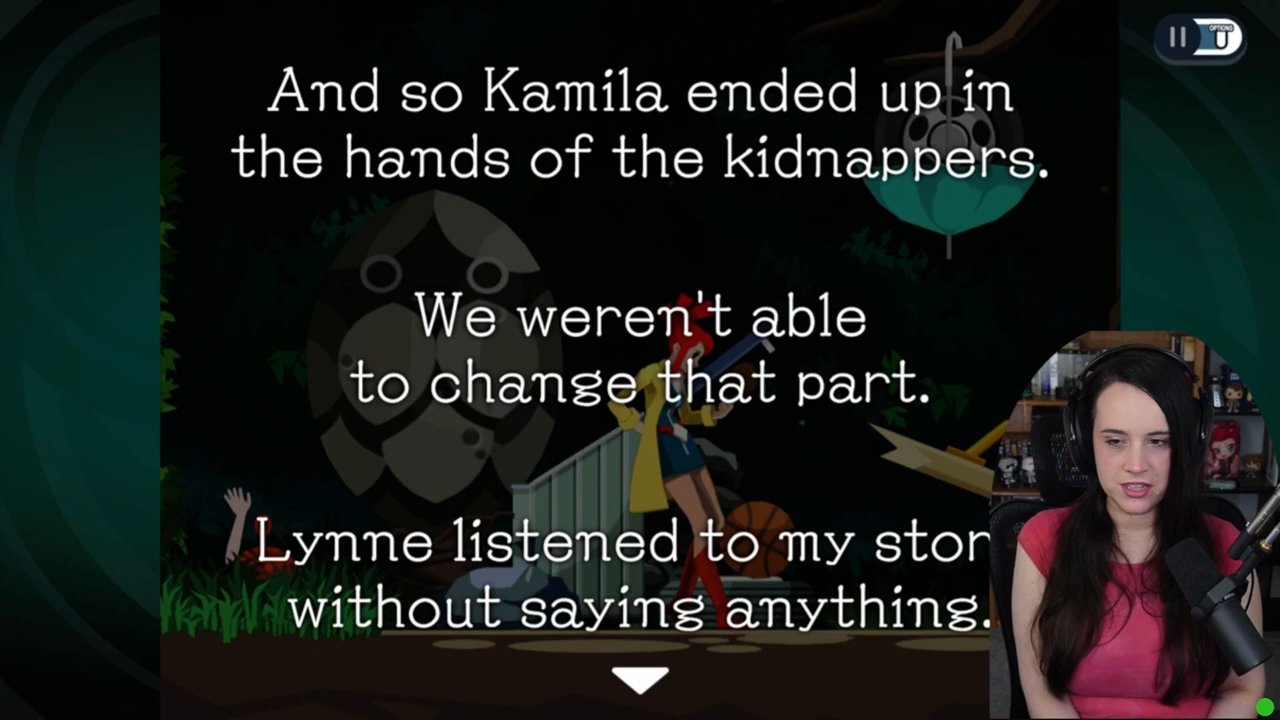 OPTIONS
And so Kamila ended up in
the hands of the kidnappers.
We weren't able
to change that part.
Lynne listened to my
without saying anything.